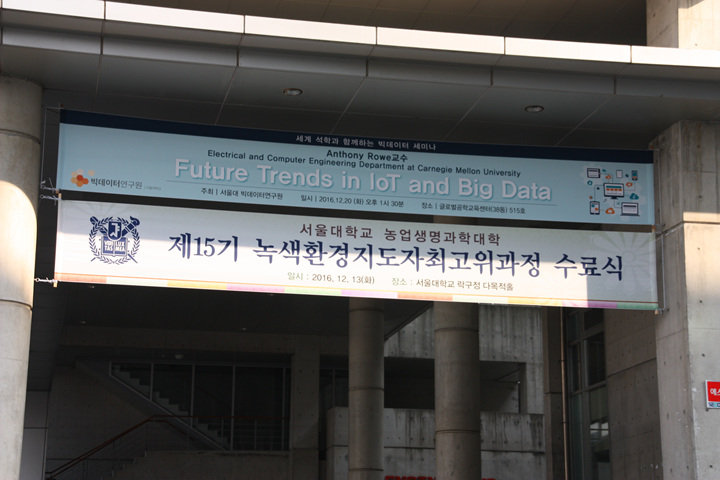 세계 석학과 함께하는 빅데이터 세미나
Anthony Rowe교수
Electrical and Computer Engineering Department at Carnegie Mellon University
Future Trends in IoT and Big Data
빅데이터연구원
주최 : 서울대 빅데이터연구원 일시 : 2016.12.20 (화) 오후 1시 30분 장소 : 글로벌공학교육센터(38동) 515호
서울대학교 농업생명과학대학
제15기 녹색환경지도자최고위과정 수료식
일시 : 2016. 12. 13(화) 장소 : 서울대학교 락구정 다목적홀